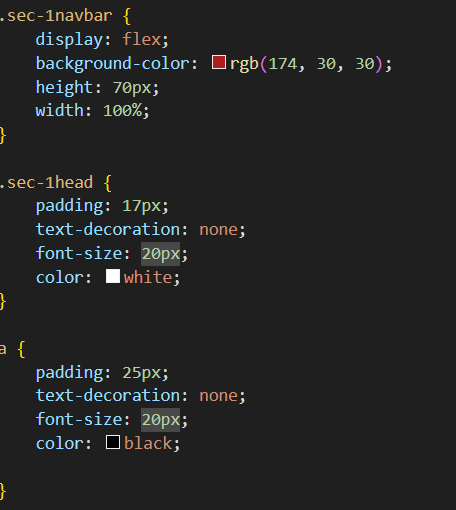 .sec-1navbar {
display: flex;
background-color: rgb(174, 30, 30);
height: 70px;
width: 100%;
}
.sec-1head {
padding: 17px;
text-decoration: none;
font-size: 20px;
color: white;
}
a {
padding: 25px;
text-decoration: none;
font-size: 20px;
color: black;
}